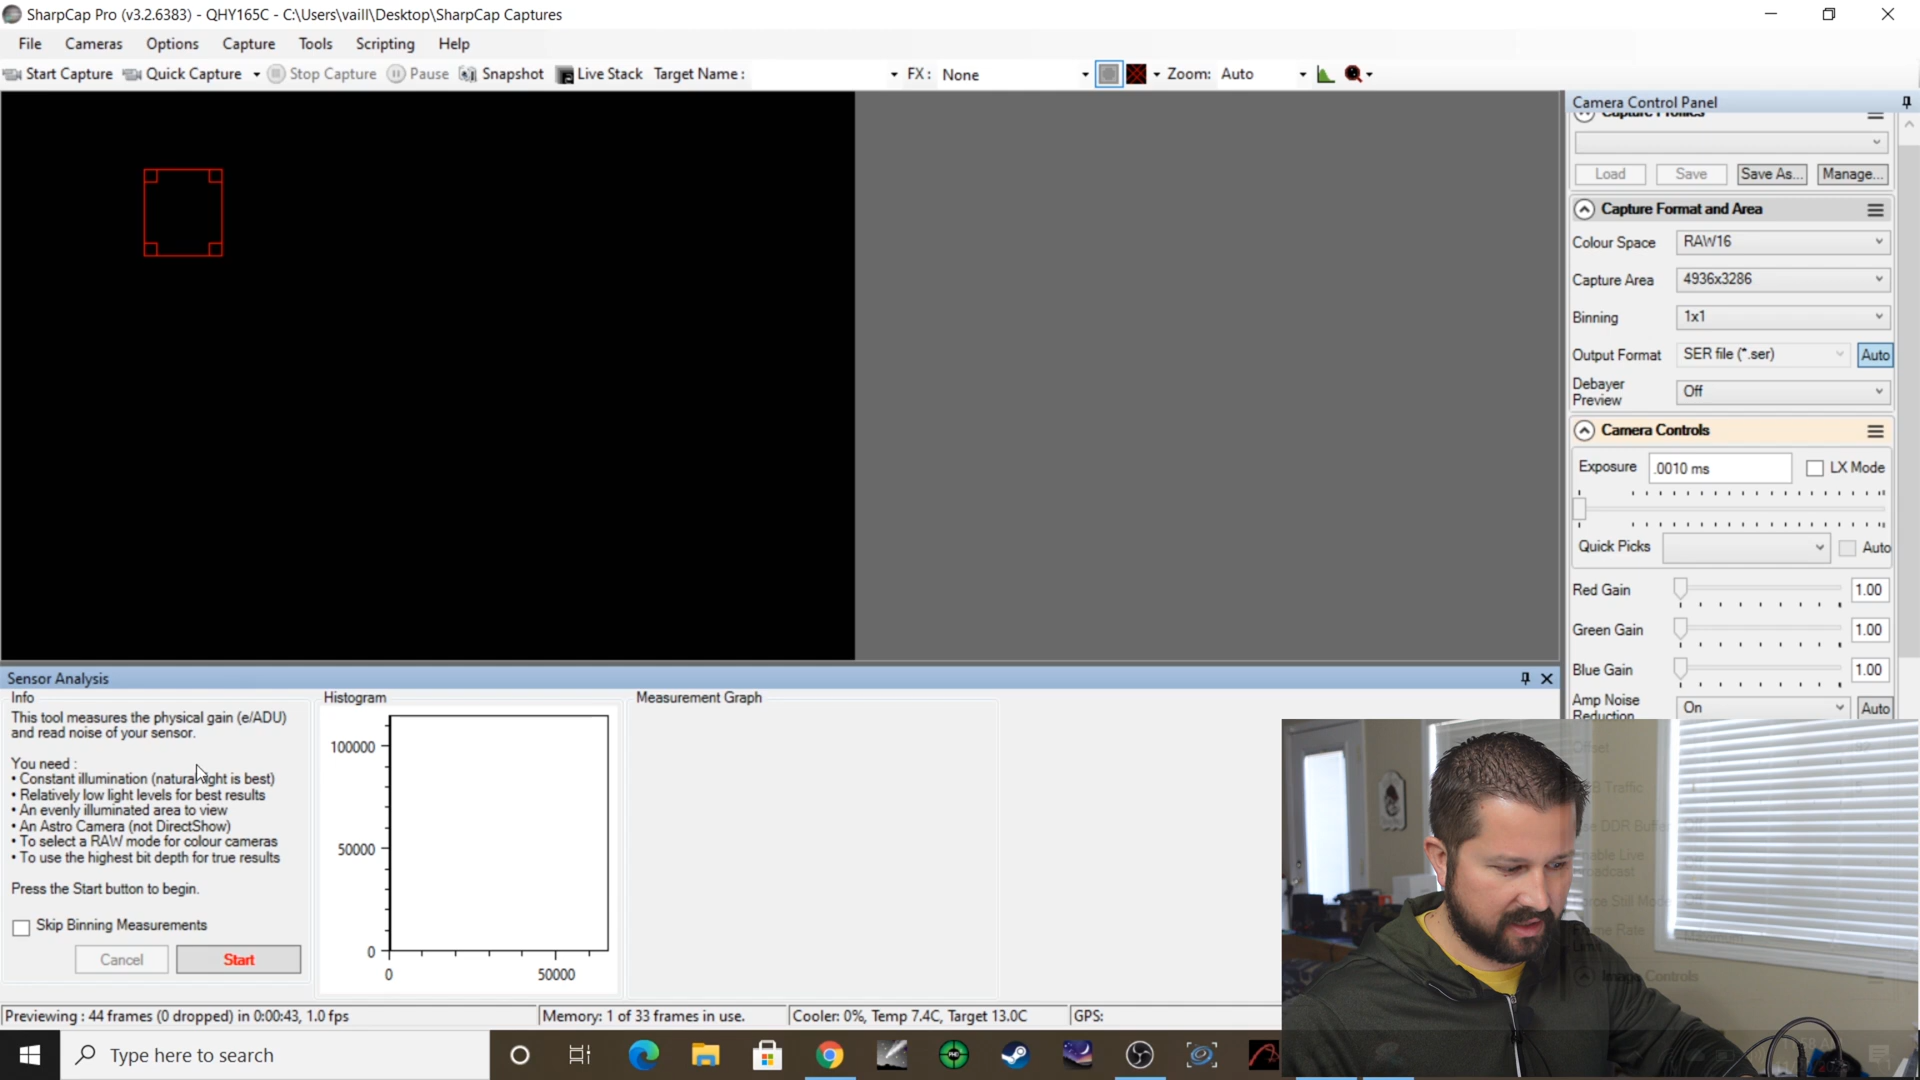 SharpCap Pro (v3.2.6383) - QHY165C - C:\Users\vaill\Desktop\SharpCap Captures
File Cameras Options Capture Tools Scripting Help
Start Capture Quick Capture Stop Capture Pause Snapshot Live Stack Target Name : FX : None Zoom: Auto
Camera Control Panel
Capture Profiles
Load Save Save As... Manage...
Capture Format and Area
Colour Space RAW16
Capture Area 4936x3286
Binning 1x1
Output Format SER file (*.ser) Auto
Debayer
Preview Off
Camera Controls
Exposure .0010 ms LX Mode
Quick Picks Auto
Red Gain 1.00
Green Gain 1.00
Blue Gain 1.00
Amp Noise
Reduction On Auto
Offset
Image Controls
Sensor Analysis
Info
This tool measures the physical gain (e/ADU)
and read noise of your sensor.
You need :
• Constant illumination (natural light is best)
• Relatively low light levels for best results
• An evenly illuminated area to view
• An Astro Camera (not DirectShow)
• To select a RAW mode for colour cameras
• To use the highest bit depth for true results
Press the Start button to begin.
Skip Binning Measurements
Cancel Start
Histogram
100000
50000
0
0 50000
Measurement Graph
Previewing : 44 frames (0 dropped) in 0:00:43, 1.0 fps
Memory: 1 of 33 frames in use.
Cooler: 0%, Temp 7.4C, Target 13.0C
GPS:
Type here to search